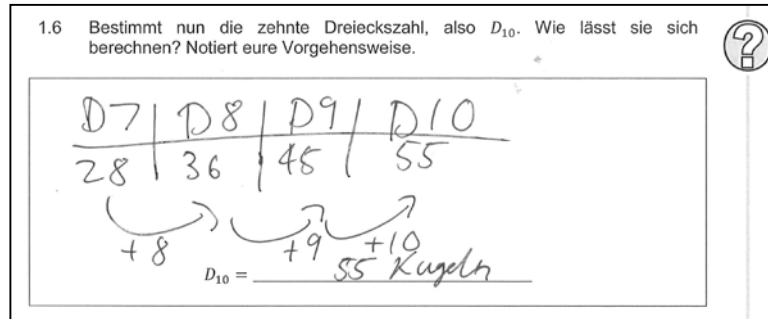 1.6 Bestimmt nun die zehnte Dreieckszahl, also D₁₀. Wie lässt sie sich
berechnen? Notiert eure Vorgehensweise.
?
D7 | D8 | D9 | D10
28 | 36 | 45 | 55
+8 +9 +10
D₁₀ = 55 Kugeln